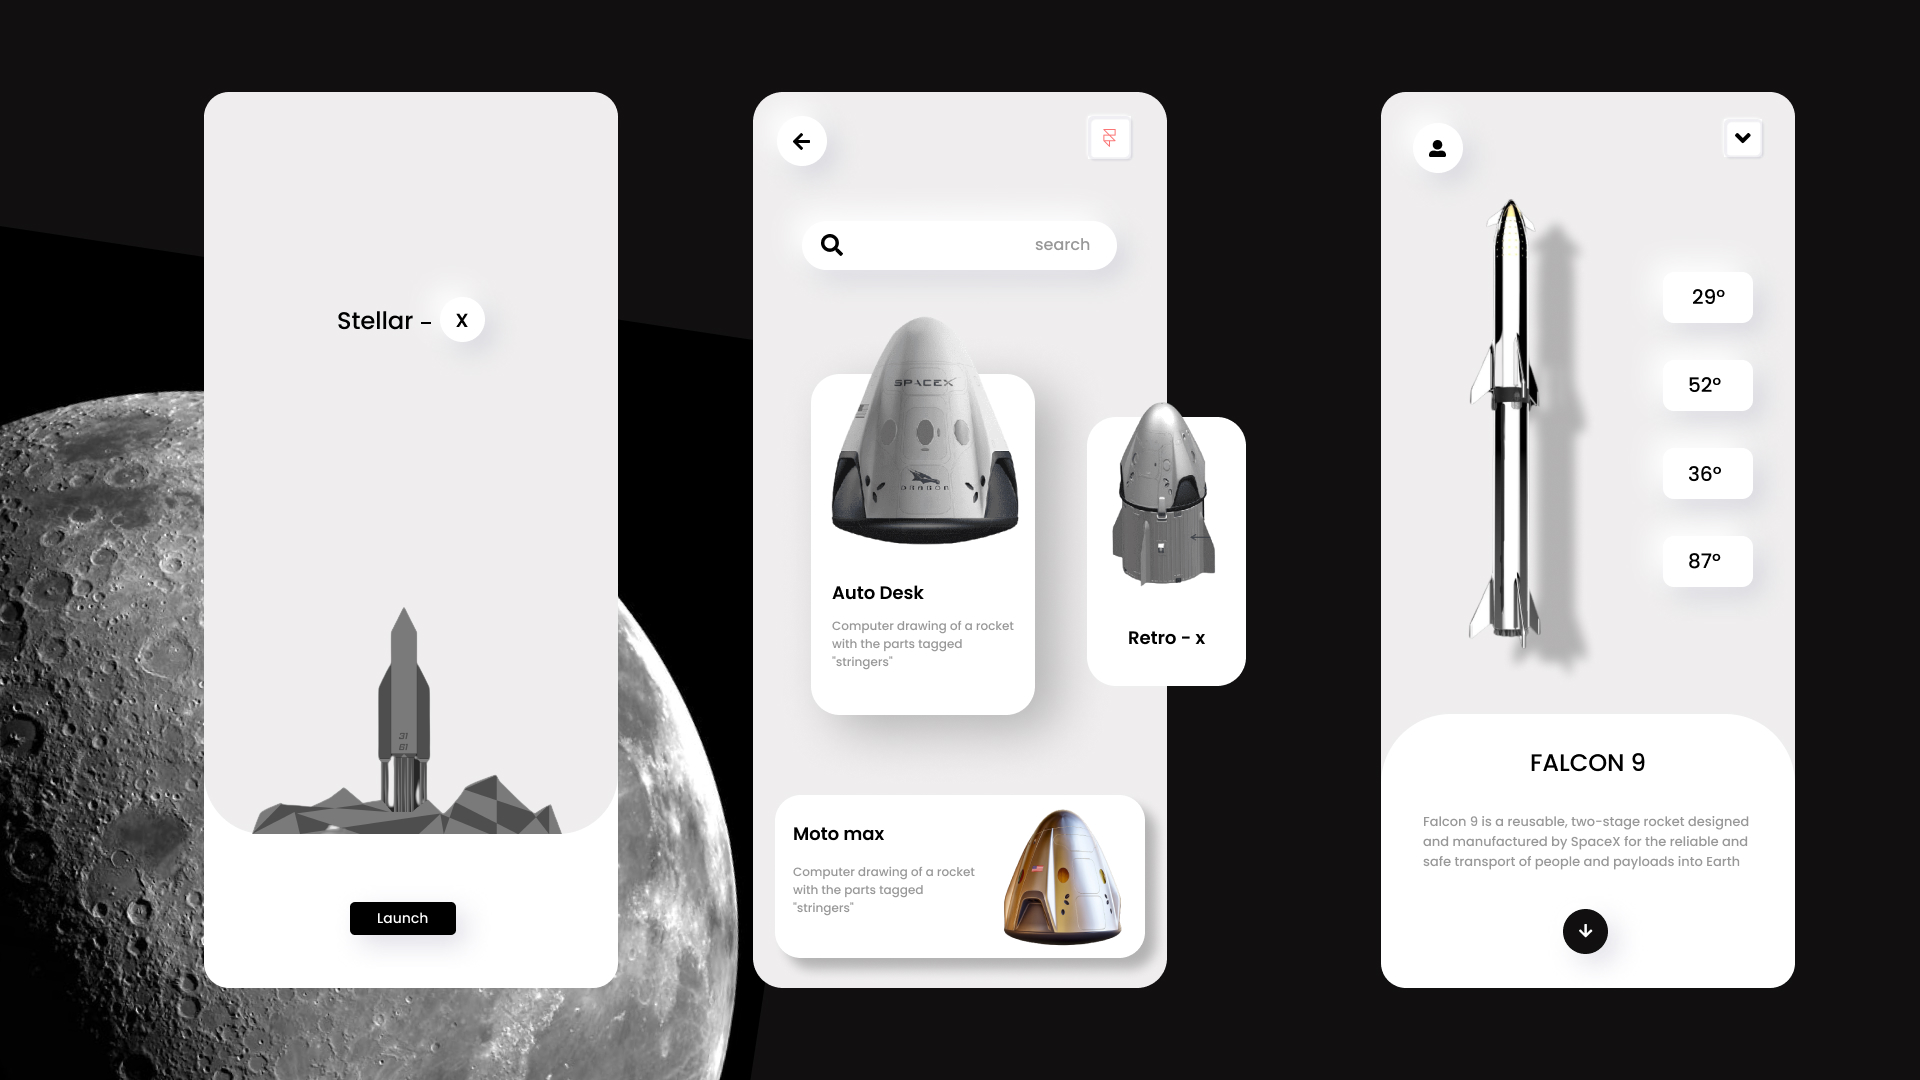 Stellar – X
31
61
Launch
search
SPACEX
DRAGON
Auto Desk
Computer drawing of a rocket
with the parts tagged
"stringers"
Retro - x
Moto max
Computer drawing of a rocket
with the parts tagged
"stringers"
29°
52°
36°
87°
FALCON 9
Falcon 9 is a reusable, two-stage rocket designed
and manufactured by SpaceX for the reliable and
safe transport of people and payloads into Earth